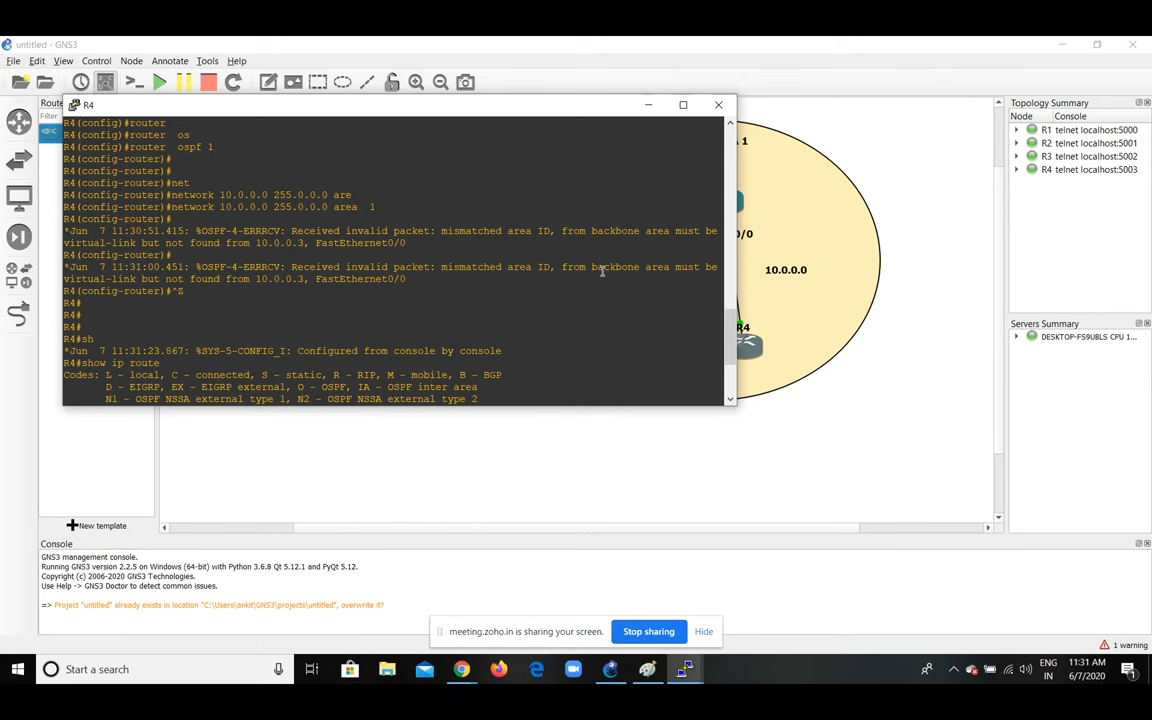 untitled - GNS3
File Edit View Control Node Annotate Tools Help
Route
Filter
R4
R4(config)#router
R4(config)#router  os
R4(config)#router  ospf 1
R4(config-router)#
R4(config-router)#
R4(config-router)#net
R4(config-router)#network 10.0.0.0 255.0.0.0 are
R4(config-router)#network 10.0.0.0 255.0.0.0 area  1
R4(config-router)#
*Jun  7 11:30:51.415: %OSPF-4-ERRRCV: Received invalid packet: mismatched area ID, from backbone area must be
virtual-link but not found from 10.0.0.3, FastEthernet0/0
R4(config-router)#
*Jun  7 11:31:00.451: %OSPF-4-ERRRCV: Received invalid packet: mismatched area ID, from backbone area must be
virtual-link but not found from 10.0.0.3, FastEthernet0/0
R4(config-router)#^Z
R4#
R4#
R4#
R4#sh
*Jun  7 11:31:23.867: %SYS-5-CONFIG_I: Configured from console by console
R4#show ip route
Codes: L - local, C - connected, S - static, R - RIP, M - mobile, B - BGP
D - EIGRP, EX - EIGRP external, O - OSPF, IA - OSPF inter area
N1 - OSPF NSSA external type 1, N2 - OSPF NSSA external type 2
1
0/0
10.0.0.0
R4
Topology Summary
Node Console
R1 telnet localhost:5000
R2 telnet localhost:5001
R3 telnet localhost:5002
R4 telnet localhost:5003
Servers Summary
DESKTOP-FS9UBLS CPU 1...
New template
Console
GNS3 management console.
Running GNS3 version 2.2.5 on Windows (64-bit) with Python 3.6.8 Qt 5.12.1 and PyQt 5.12.
Copyright (c) 2006-2020 GNS3 Technologies.
Use Help -> GNS3 Doctor to detect common issues.
=> Project "untitled" already exists in location "C:\Users\ankit\GNS3\projects\untitled", overwrite it?
meeting.zoho.in is sharing your screen. Stop sharing Hide
1 warning
Start a search
ENG
IN
11:31 AM
6/7/2020
1